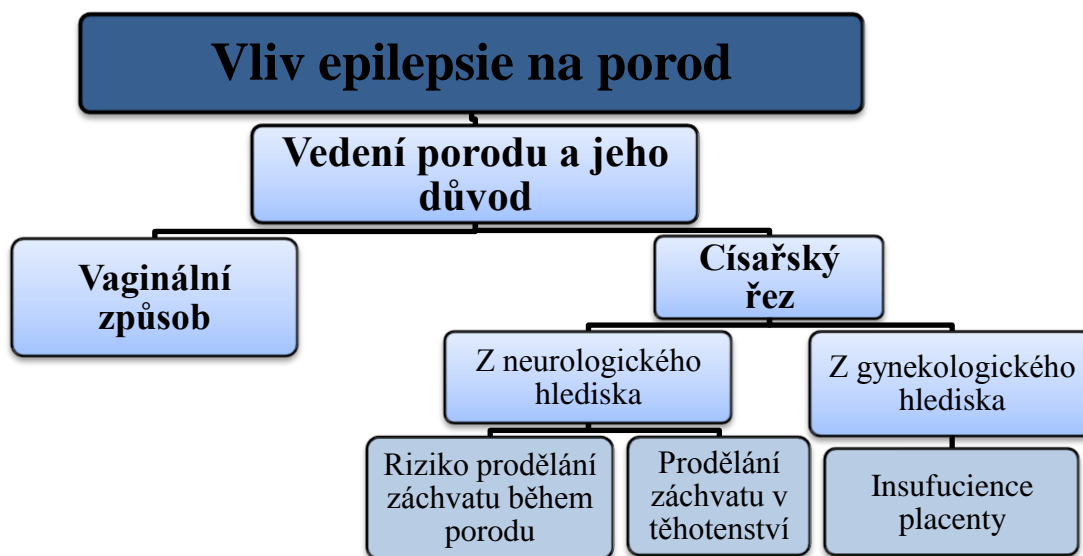 Vliv epilepsie na porod
Vedení porodu a jeho
důvod
Vaginální
způsob
Císařský
řez
Z neurologického
hlediska
Z gynekologického
hlediska
Riziko prodělání
záchvatu během
porodu
Prodělání
záchvatu v
těhotenství
Insufucience
placenty